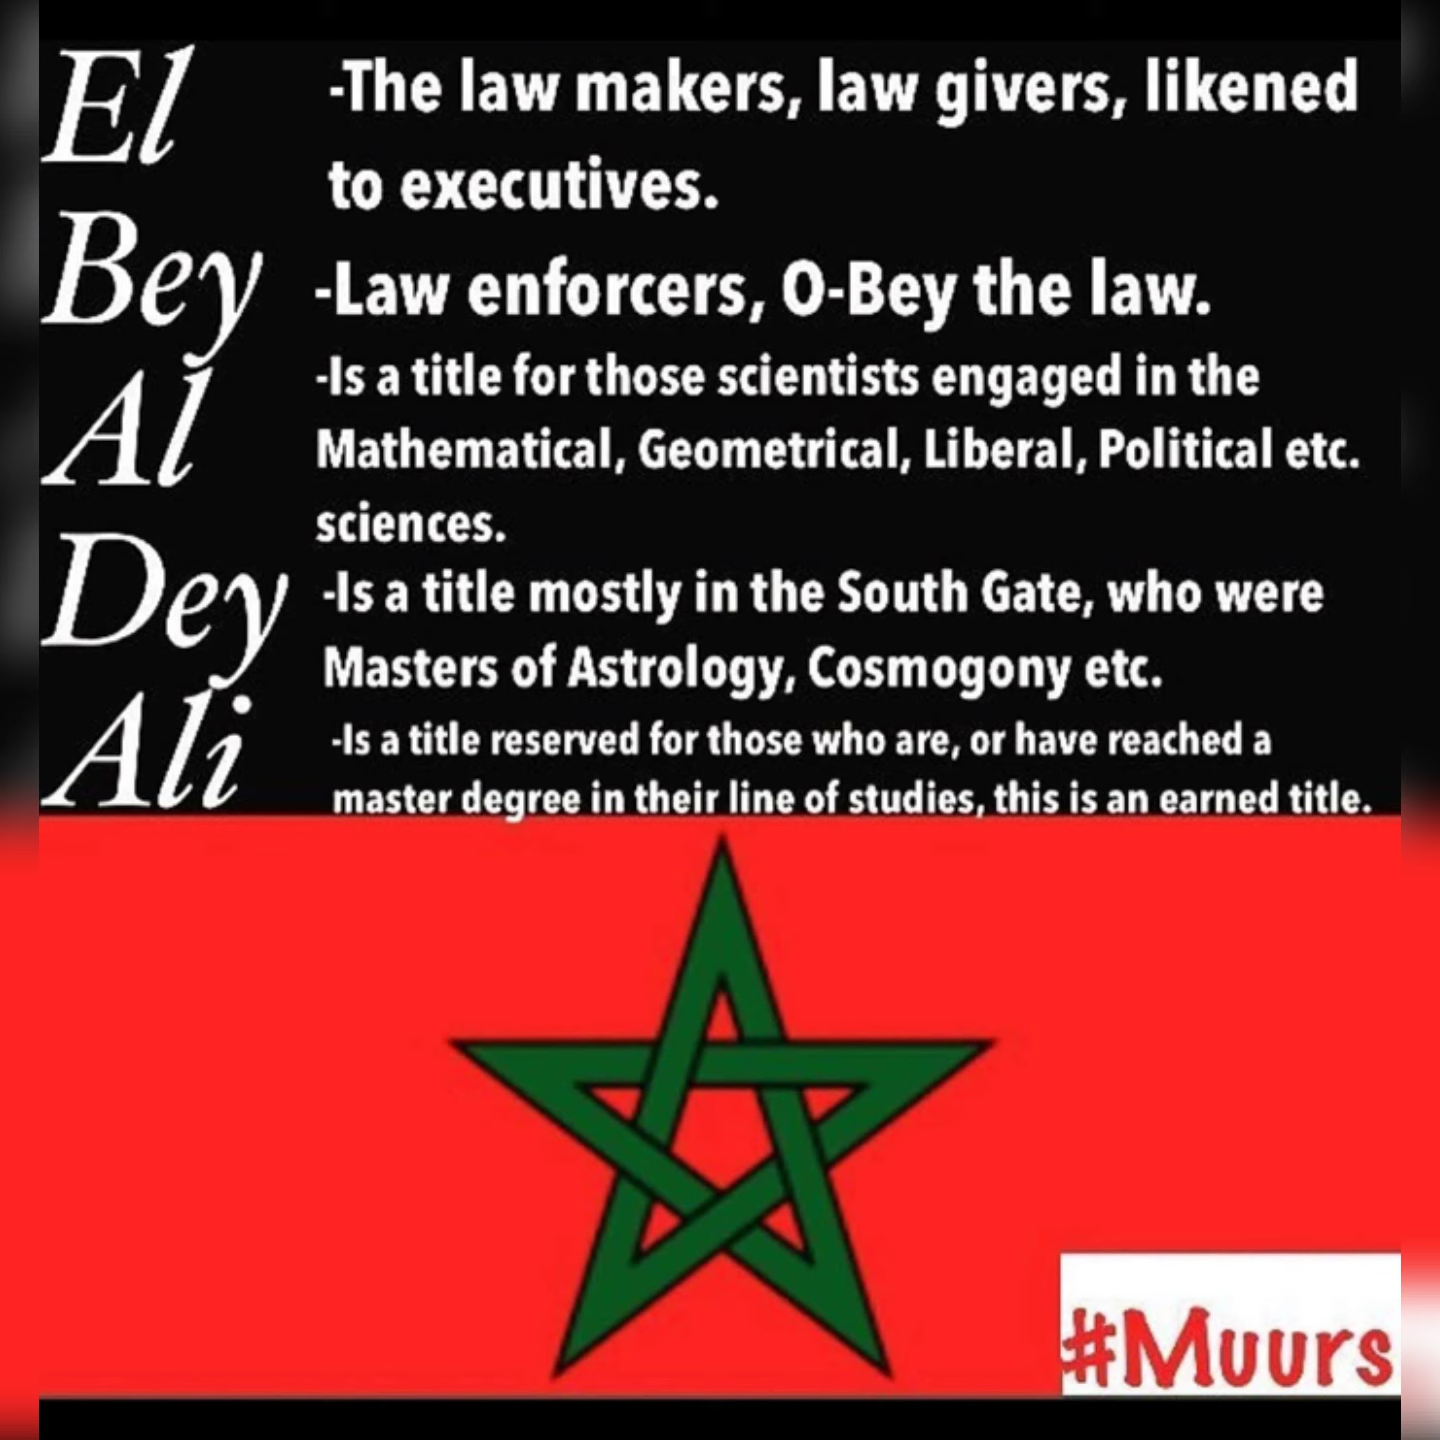 El
-The law makers, law givers, likened
to executives.
Bey
-Law enforcers, O-Bey the law.
Al
-Is a title for those scientists engaged in the
Mathematical, Geometrical, Liberal, Political etc.
sciences.
Dey
-Is a title mostly in the South Gate, who were
Masters of Astrology, Cosmogony etc.
Ali
-Is a title reserved for those who are, or have reached a
master degree in their line of studies, this is an earned title.
#Muurs